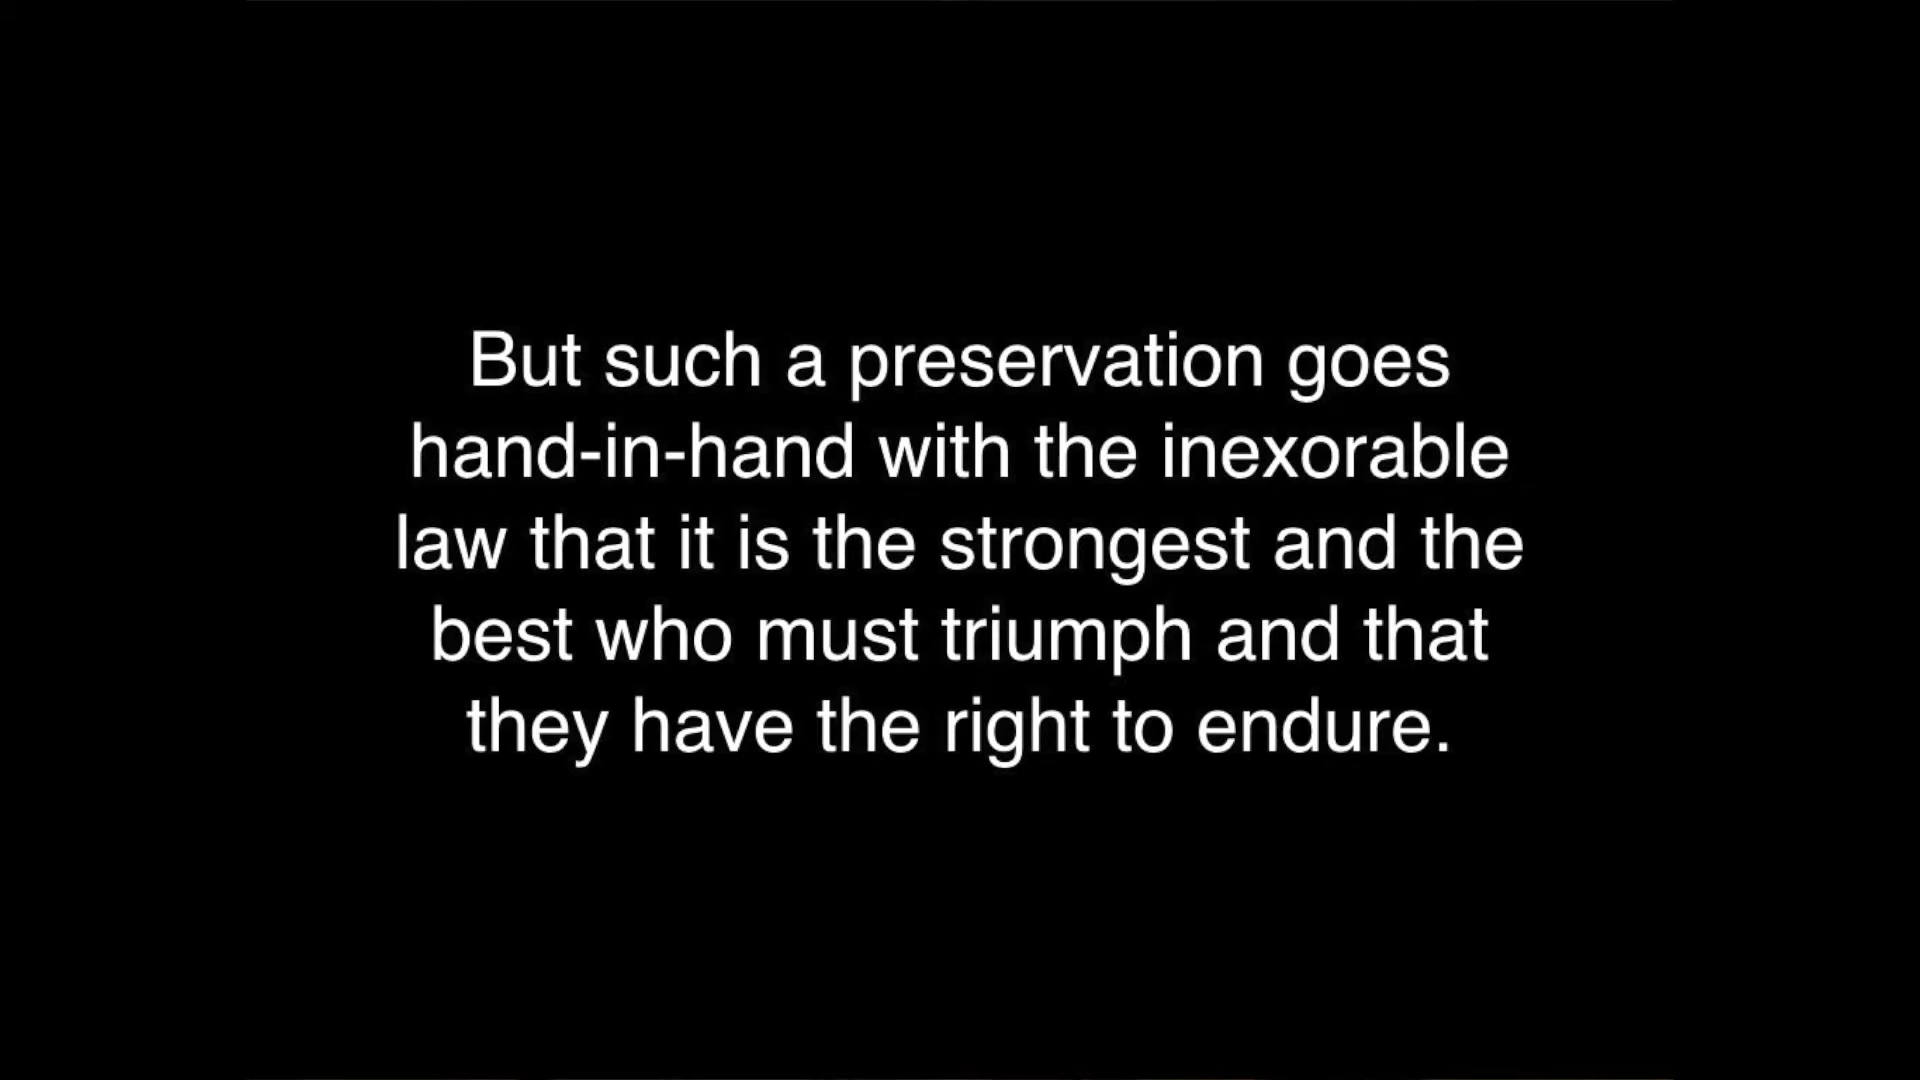 But such a preservation goes
hand-in-hand with the inexorable
law that it is the strongest and the
best who must triumph and that
they have the right to endure.